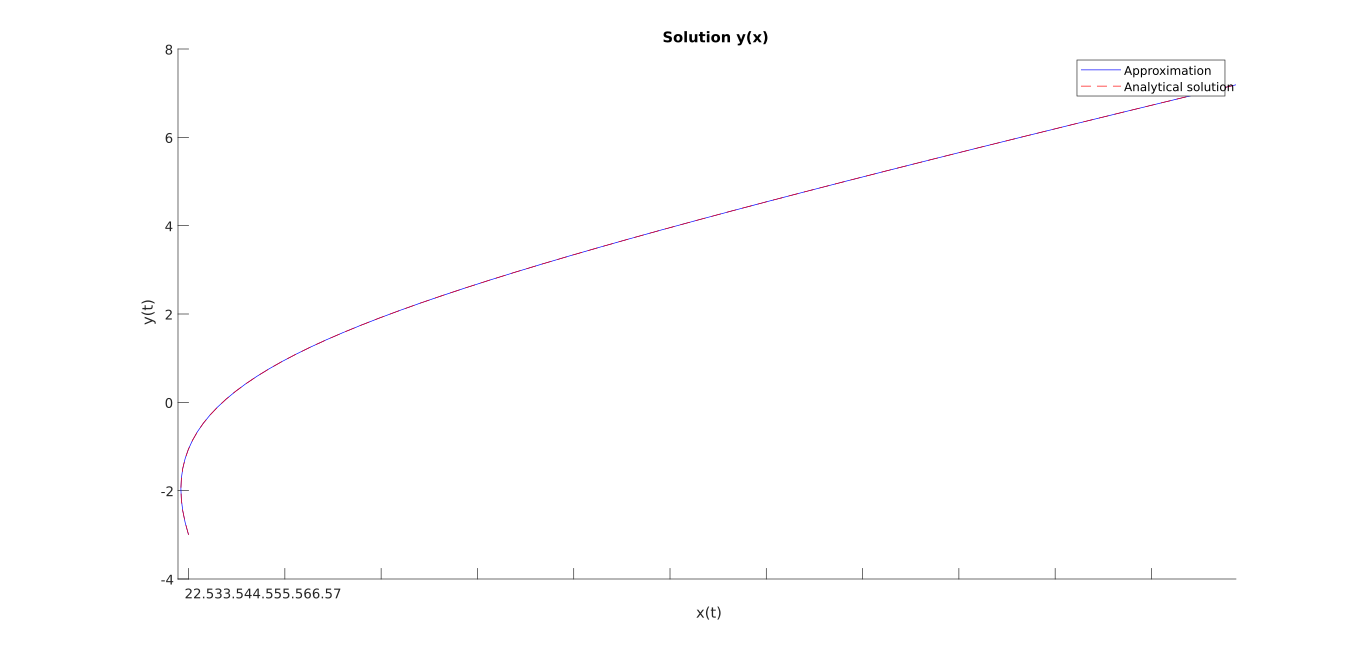 Solution y(x)
8
Approximation
Analytical solution
6
4
y(t)
2
0
-2
-4
22.533.544.555.566.57
x(t)